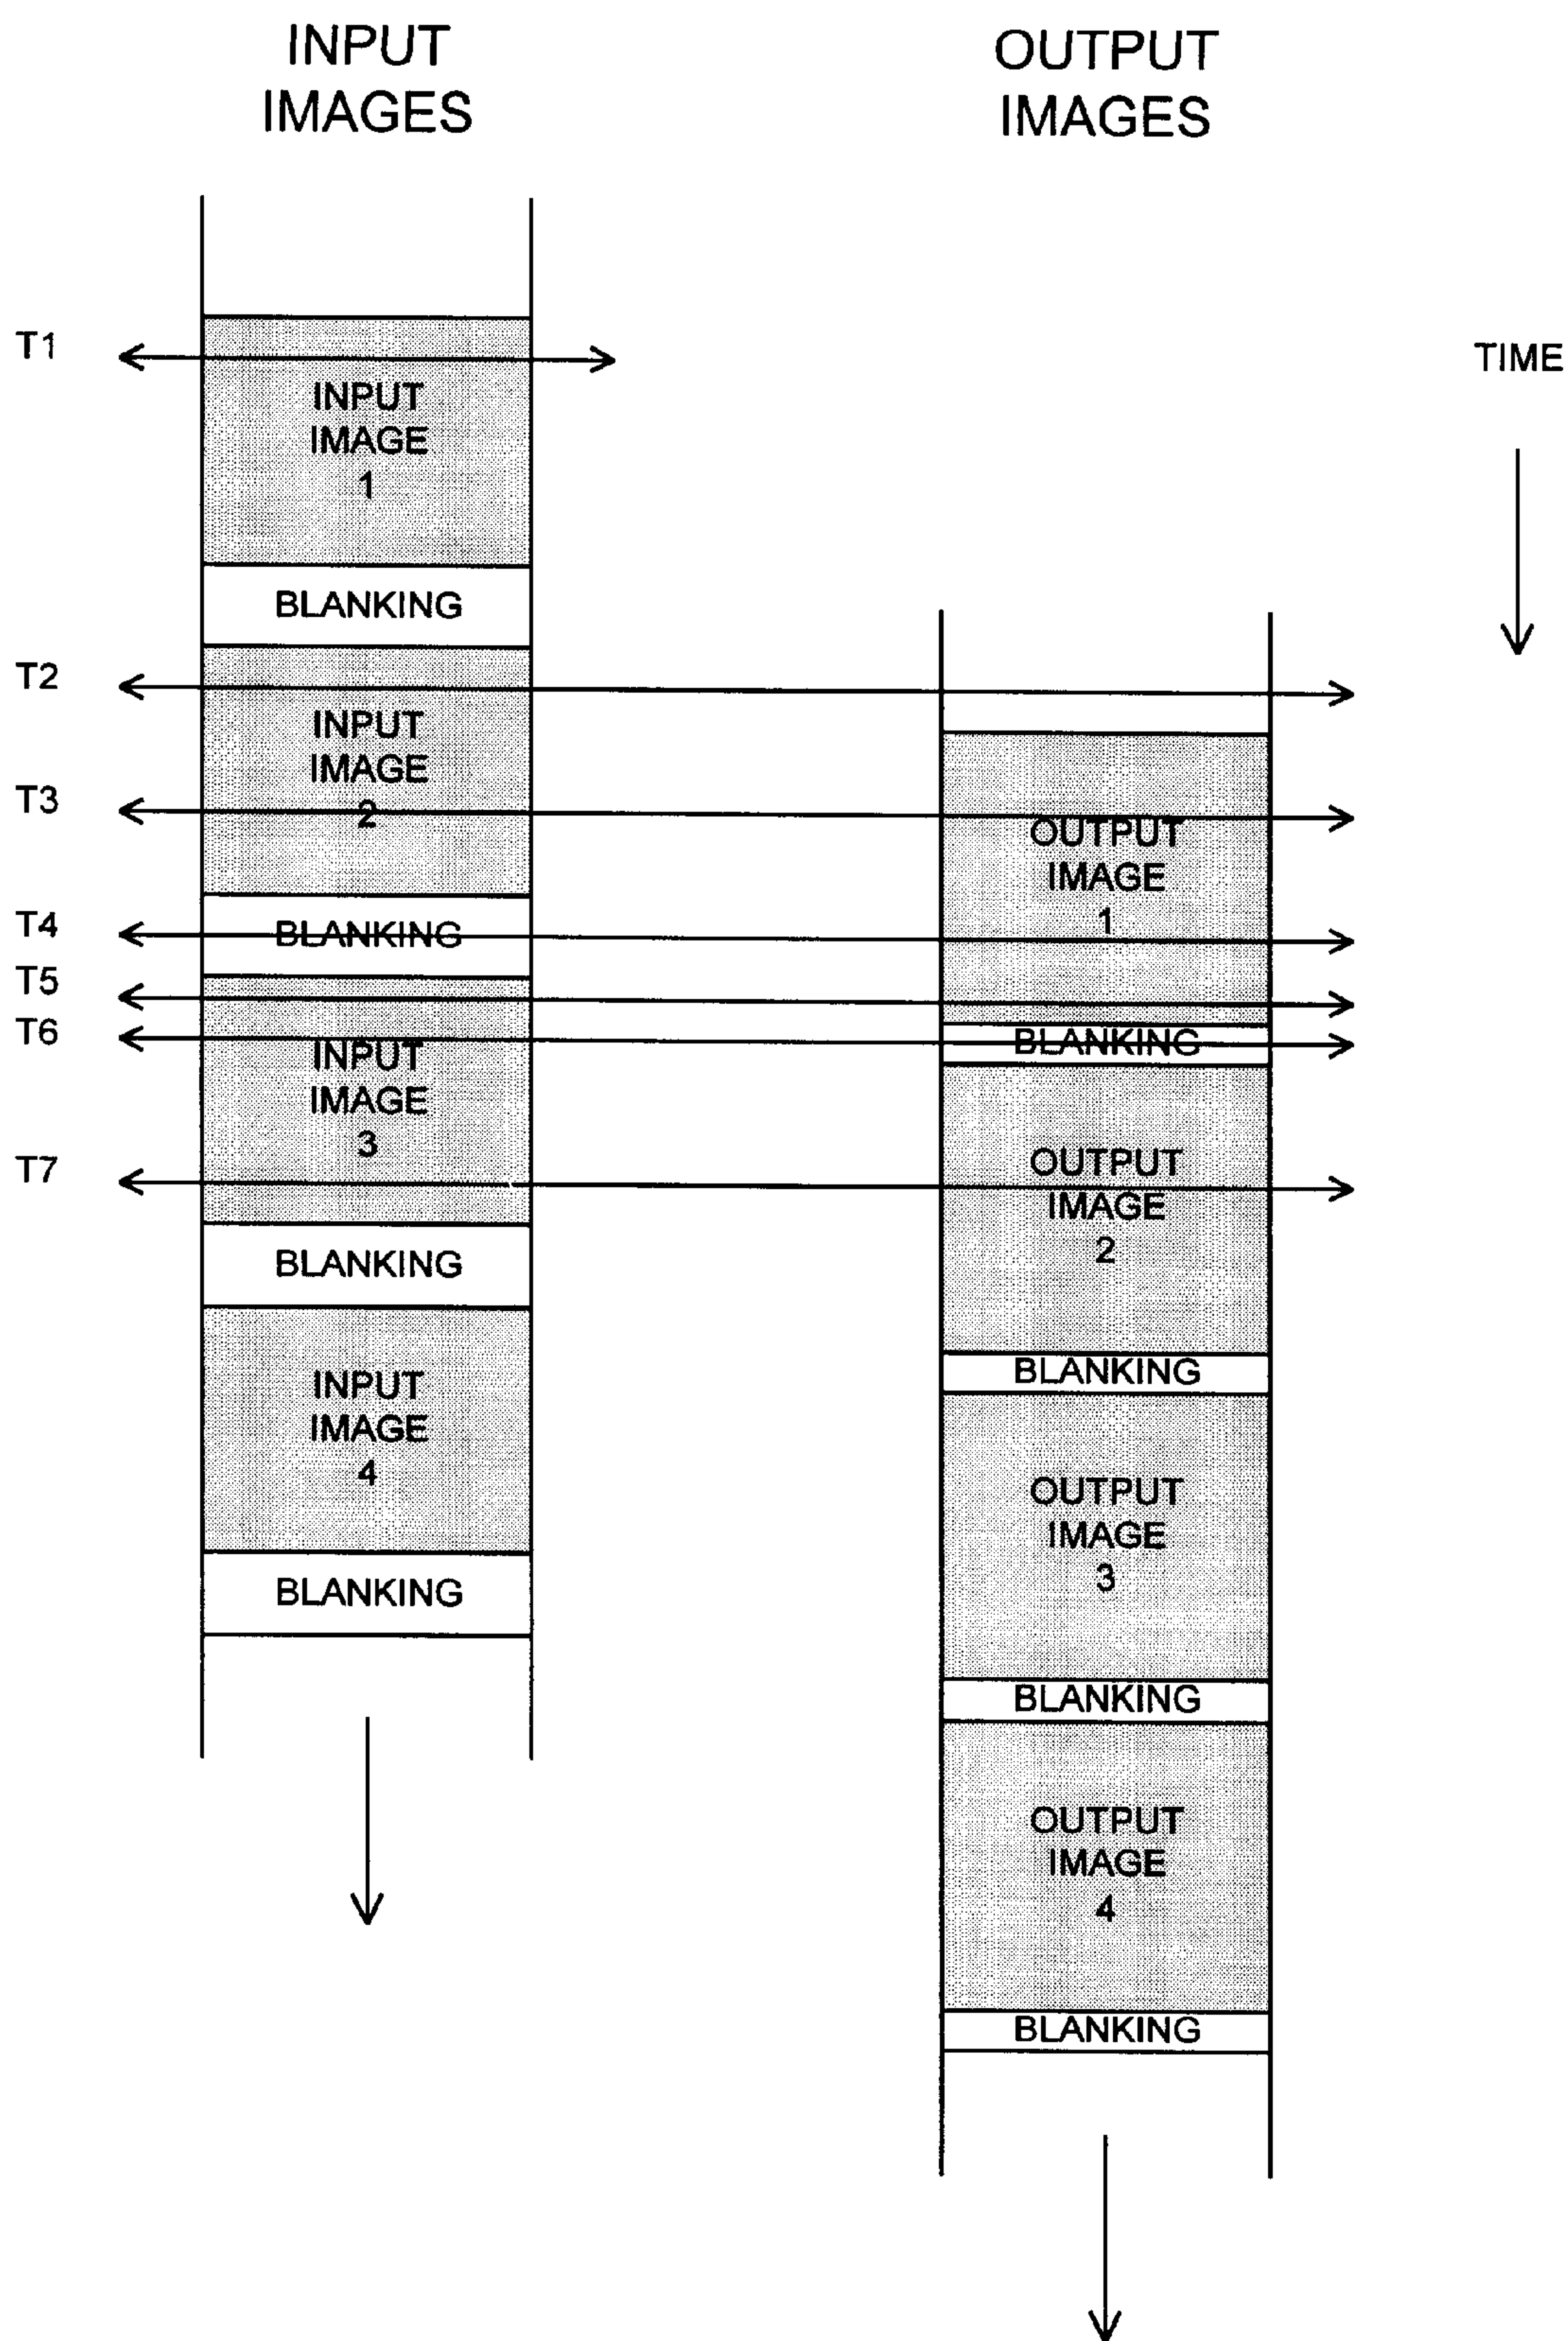 INPUT
IMAGES
OUTPUT
IMAGES
T1
TIME
INPUT
IMAGE
1
BLANKING
T2
INPUT
IMAGE
2
T3
OUTPUT
IMAGE
1
T4
BLANKING
T5
T6
BLANKING
INPUT
IMAGE
3
T7
OUTPUT
IMAGE
2
BLANKING
INPUT
IMAGE
4
BLANKING
OUTPUT
IMAGE
3
BLANKING
BLANKING
OUTPUT
IMAGE
4
BLANKING